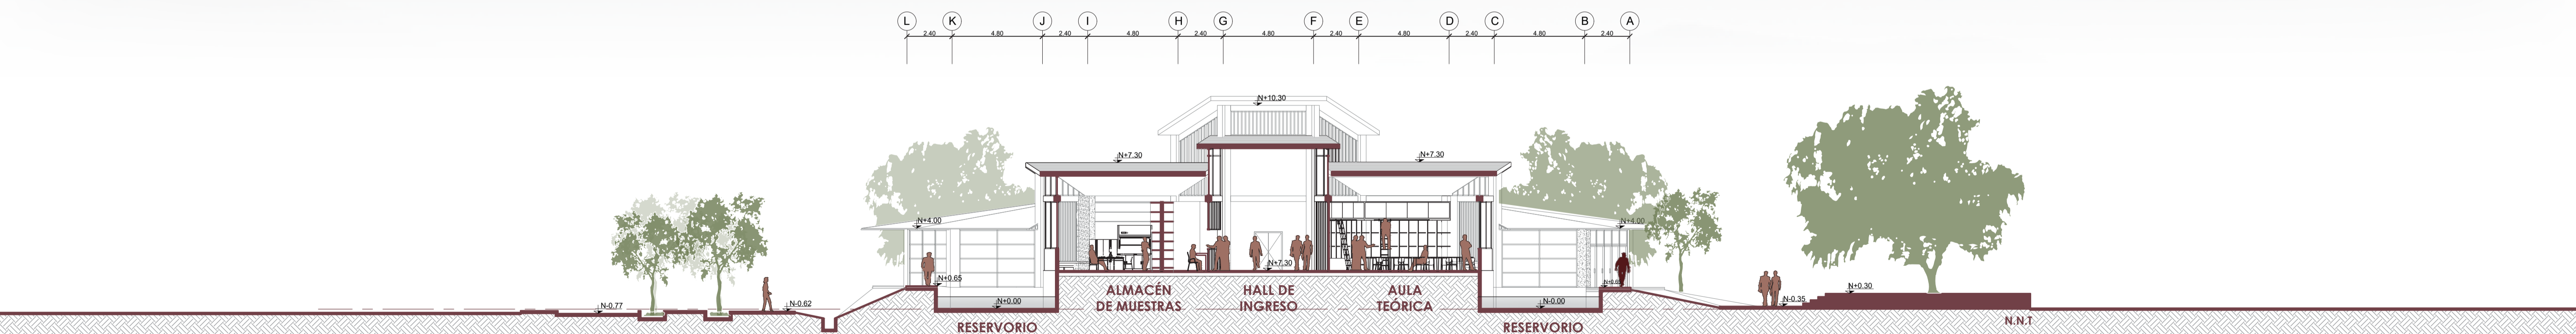 L K J I H G F E D C B A
2.40 4.80 2.40 4.80 2.40 4.80 2.40 4.80 2.40 4.80 2.40
N+10.30
N+7.30 N+7.30
N+4.00 N+4.00
N+7.30
N+0.65
N+0.30
ALMACÉN
DE MUESTRAS
HALL DE
INGRESO
AULA
TEÓRICA
N-0.77 N-0.62 N+0.00 N-0.00 N-0.35
RESERVORIO RESERVORIO
N.N.T